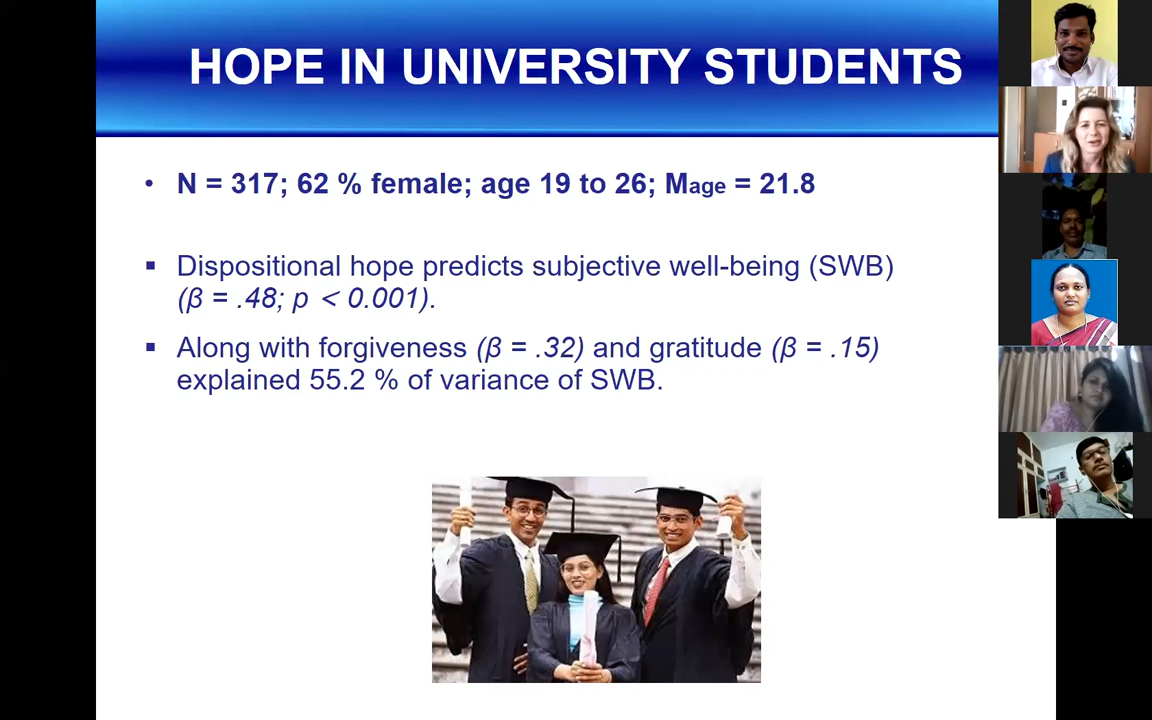 HOPE IN UNIVERSITY STUDENTS
• N = 317; 62 % female; age 19 to 26; Mage = 21.8
▪ Dispositional hope predicts subjective well-being (SWB)
(β = .48; p < 0.001).
▪ Along with forgiveness (β = .32) and gratitude (β = .15)
explained 55.2 % of variance of SWB.